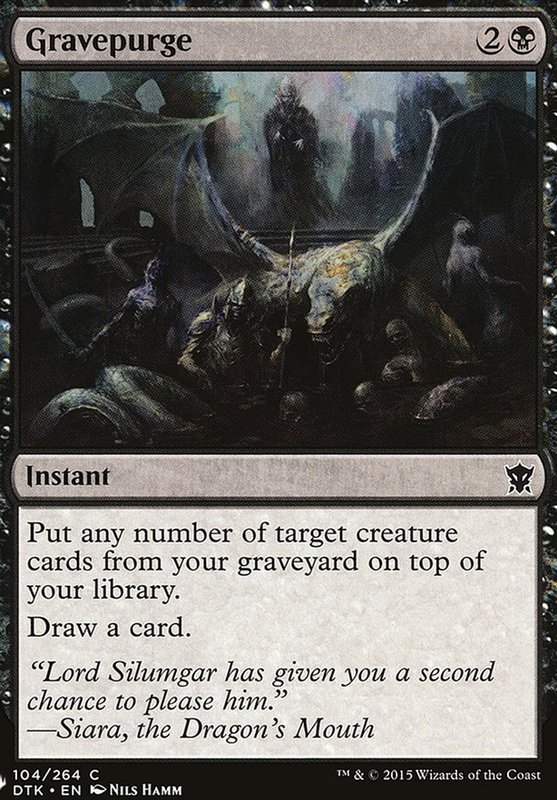 Gravepurge 2
Instant
Put any number of target creature
cards from your graveyard on top of
your library.
Draw a card.
“Lord Silumgar has given you a second
chance to please him.”
—Siara, the Dragon’s Mouth
104/264 C
DTK • EN Nils Hamm
™ & © 2015 Wizards of the Coast